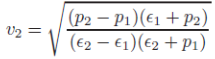 $v_2 = \sqrt{\frac{(p_2 - p_1)(\epsilon_1 + p_2)}{(\epsilon_2 - \epsilon_1)(\epsilon_2 + p_1)}}$